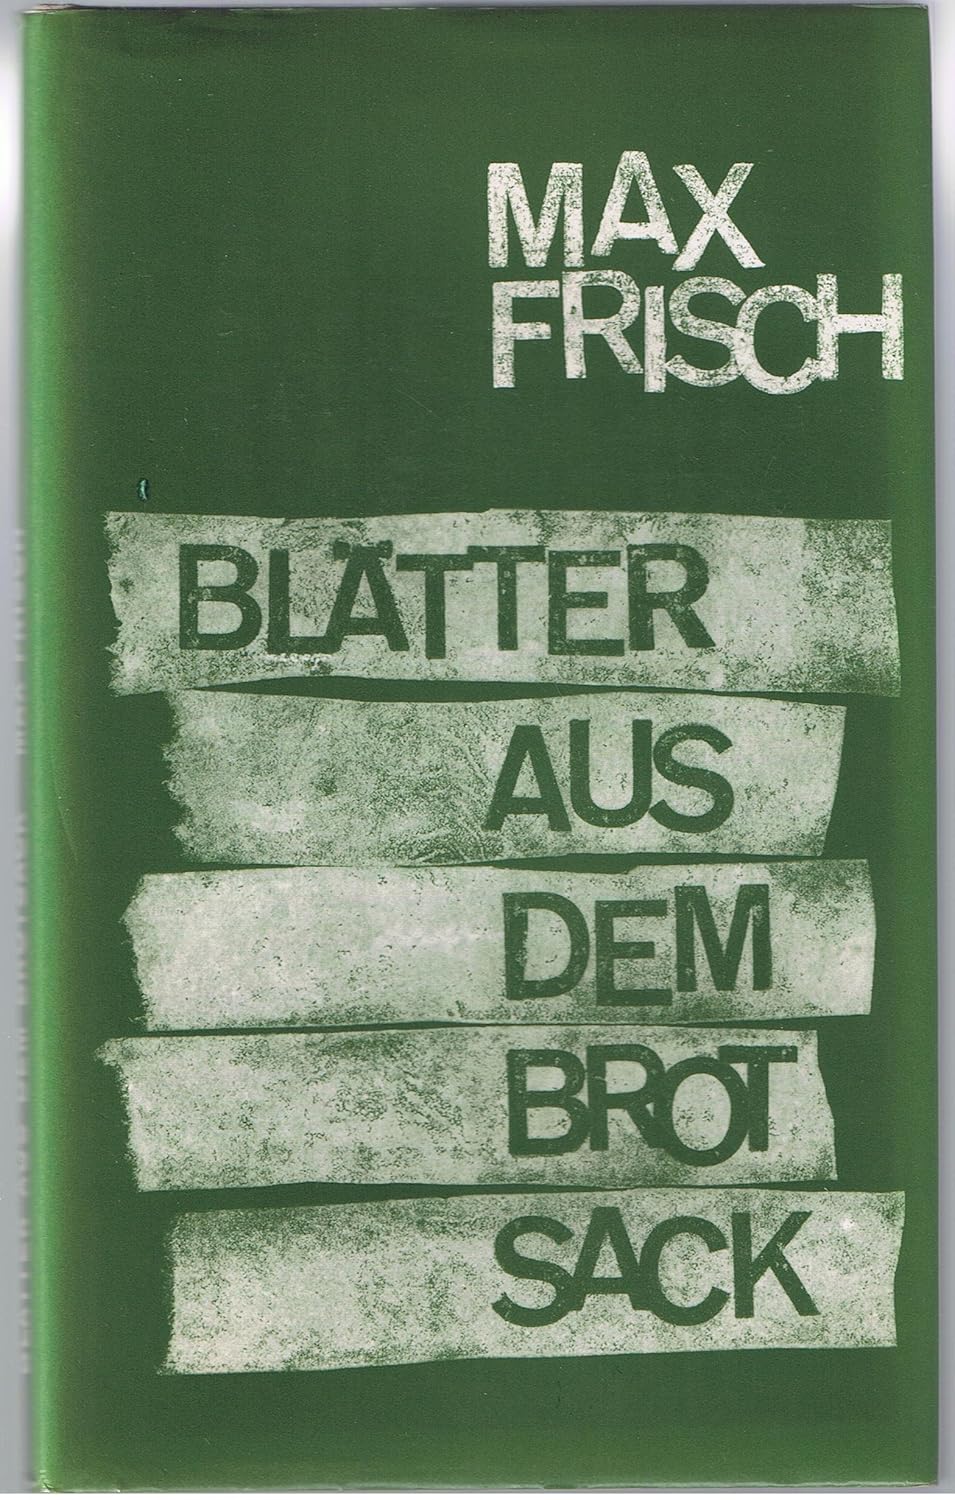 MAX
FRISCH
BLÄTTER
AUS
DEM
BROT
SACK